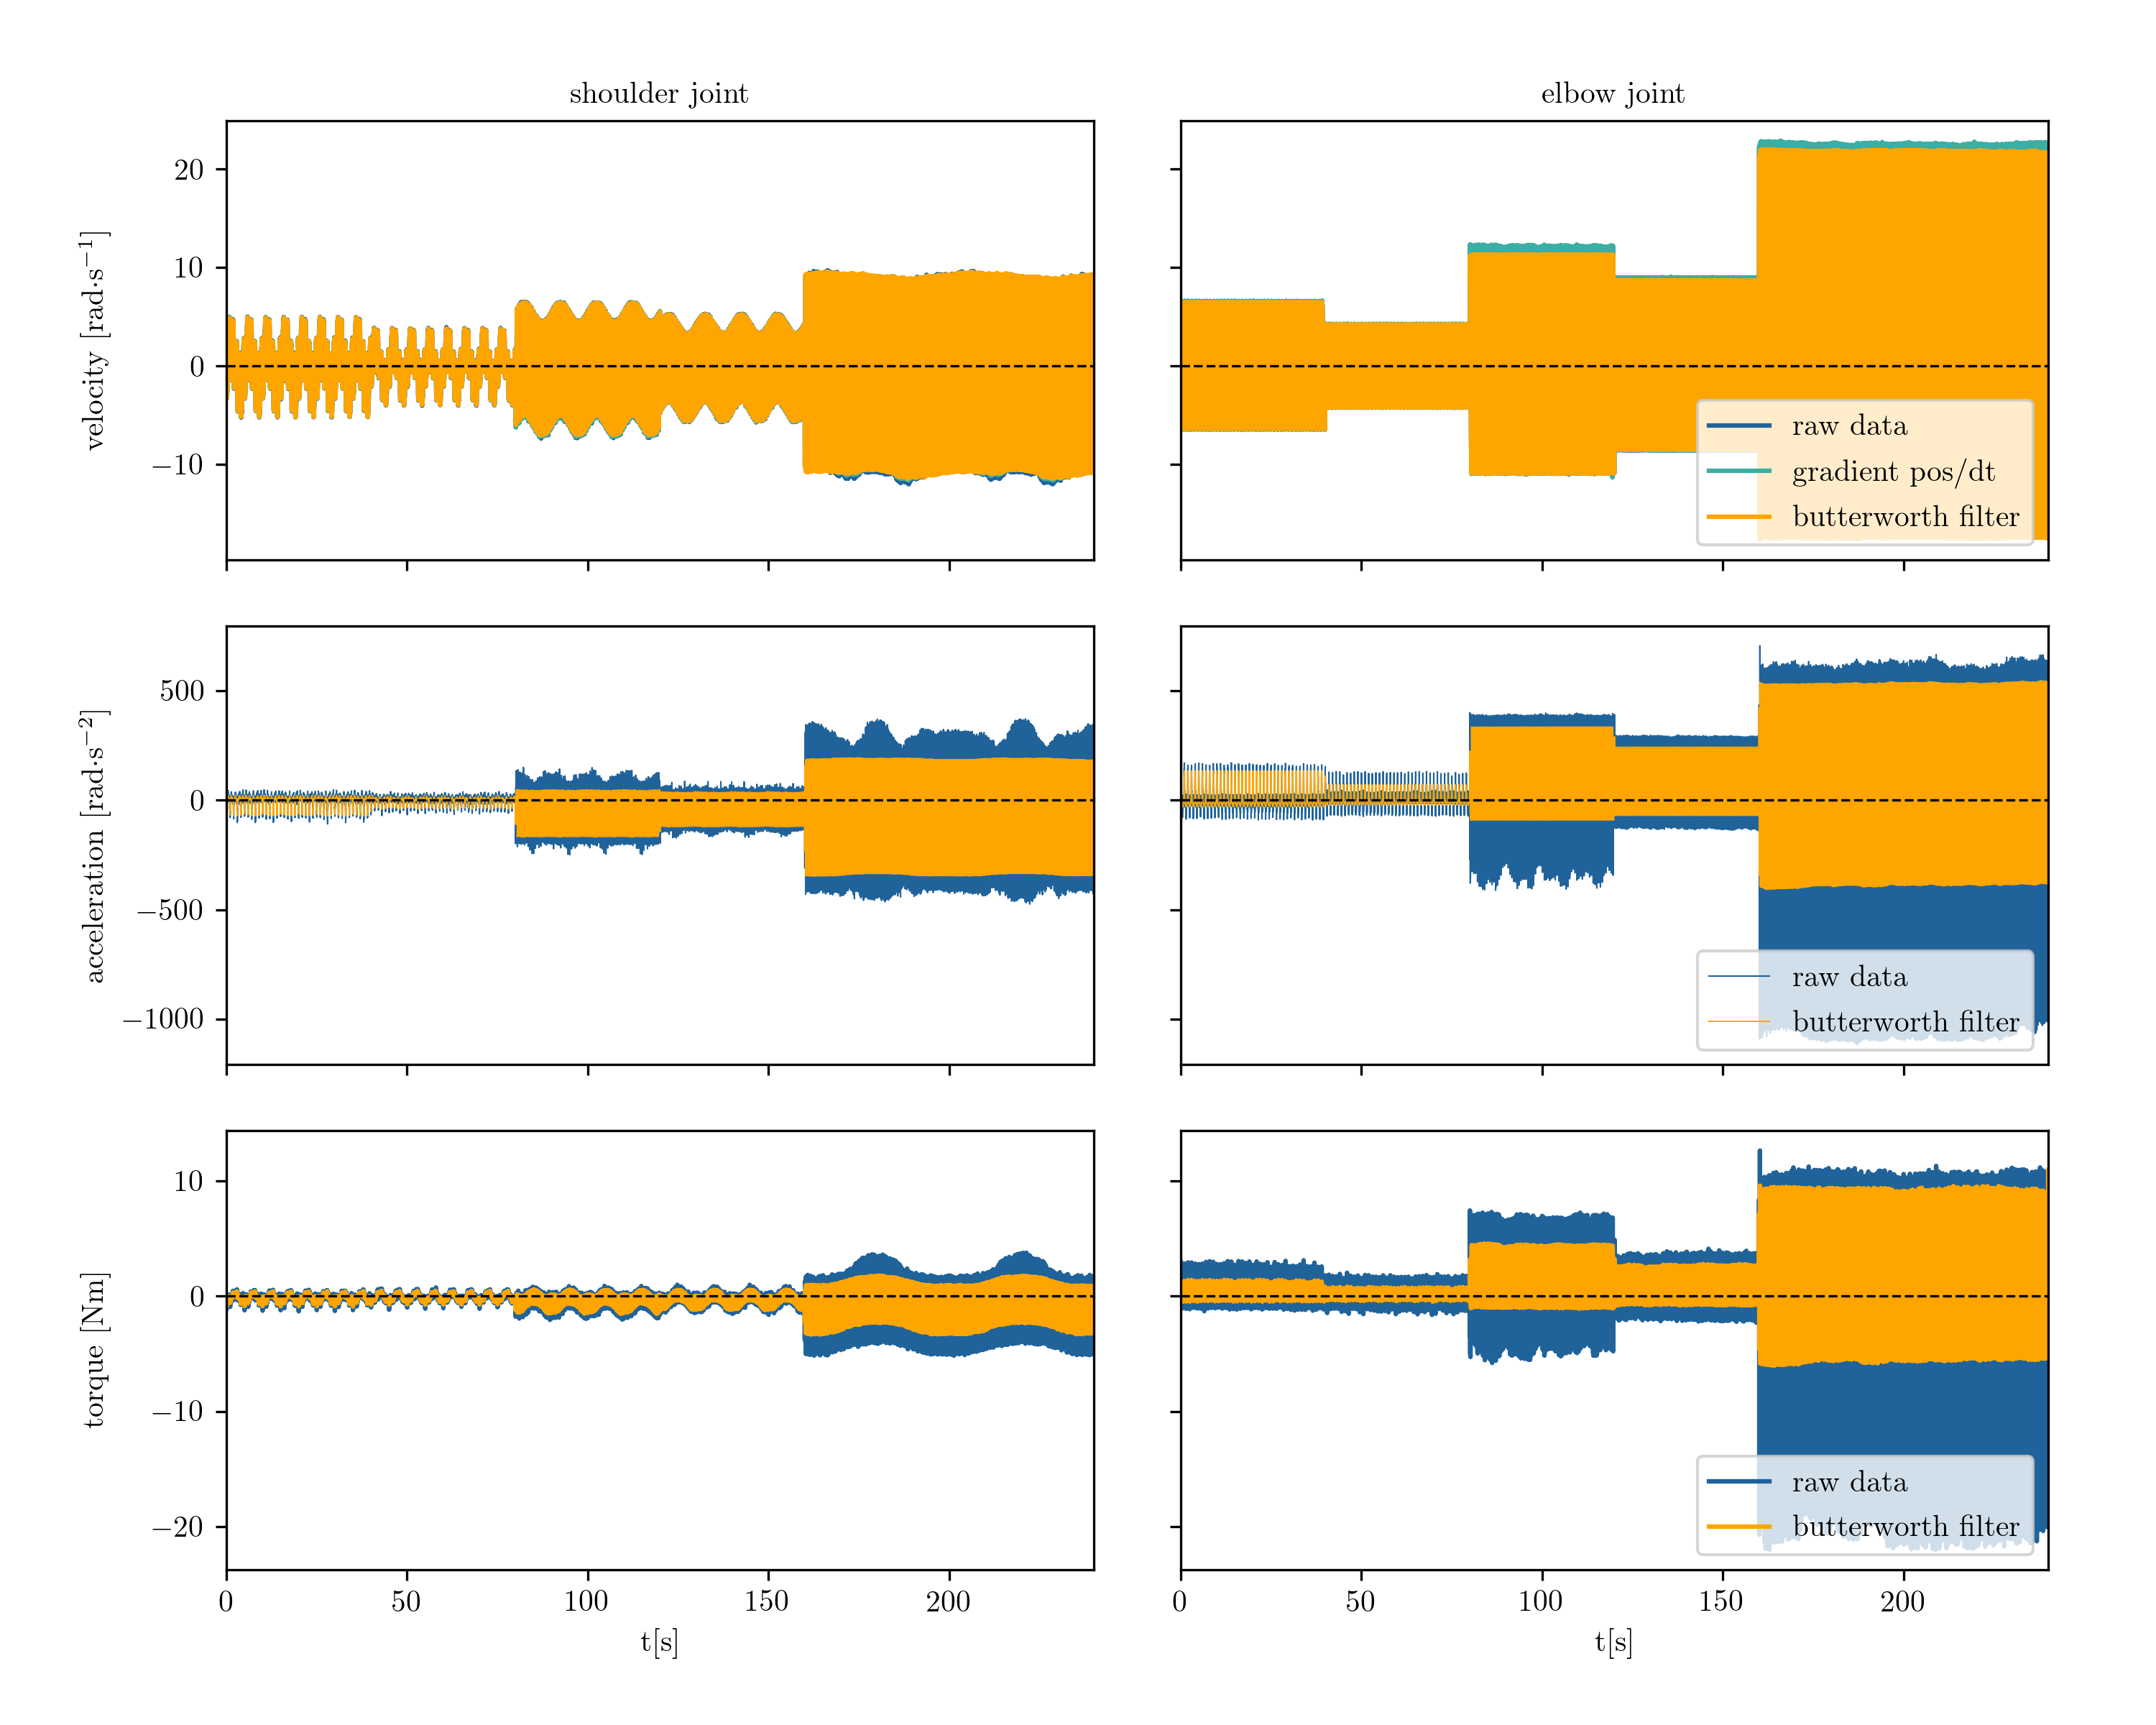 shoulder joint
elbow joint
velocity [rad·s⁻¹]
20
10
0
−10
raw data
gradient pos/dt
butterworth filter
acceleration [rad·s⁻²]
500
0
−500
−1000
raw data
butterworth filter
torque [Nm]
10
0
−10
−20
raw data
butterworth filter
0 50 100 150 200
0 50 100 150 200
t[s]
t[s]